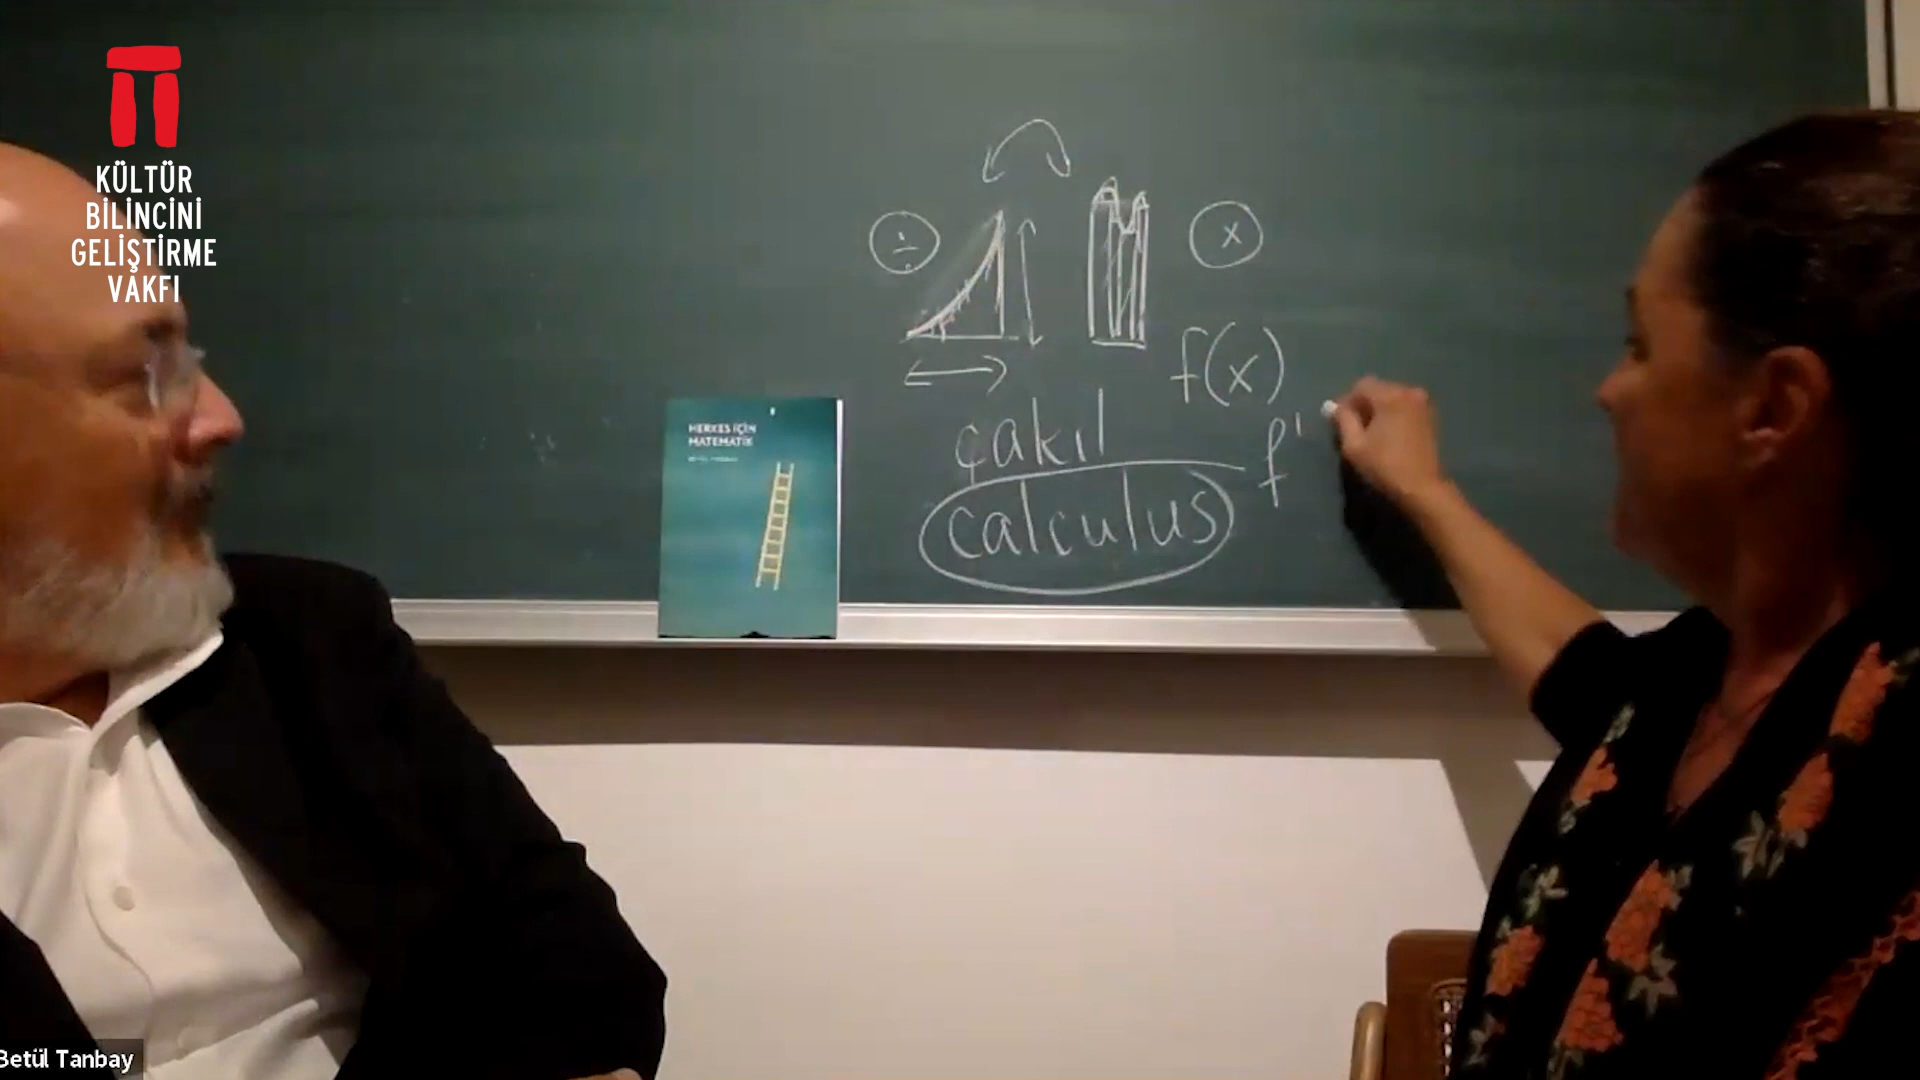 KÜLTÜR
BİLİNCİNİ
GELİŞTİRME
VAKFI
÷
x
f(x)
çakıl
f'
calculus
HERKES İÇİN
MATEMATİK
Betül Tanbay